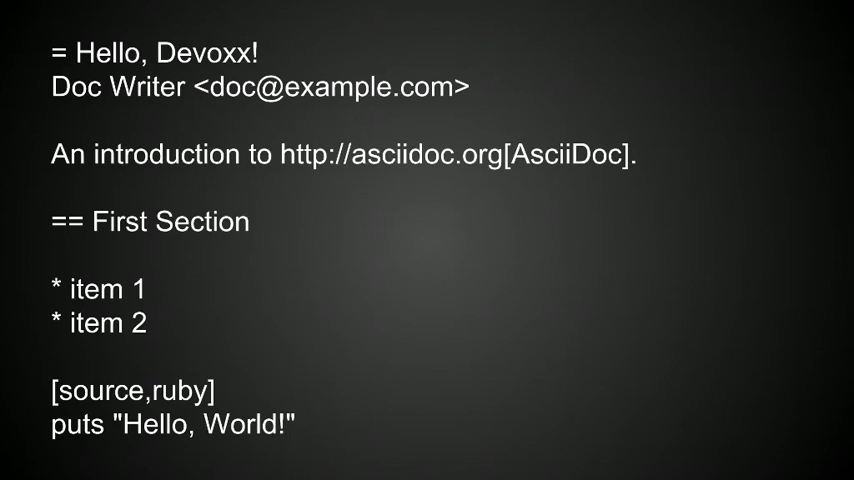 = Hello, Devoxx!
Doc Writer <doc@example.com>
An introduction to http://asciidoc.org[AsciiDoc].
== First Section
* item 1
* item 2
[source,ruby]
puts "Hello, World!"